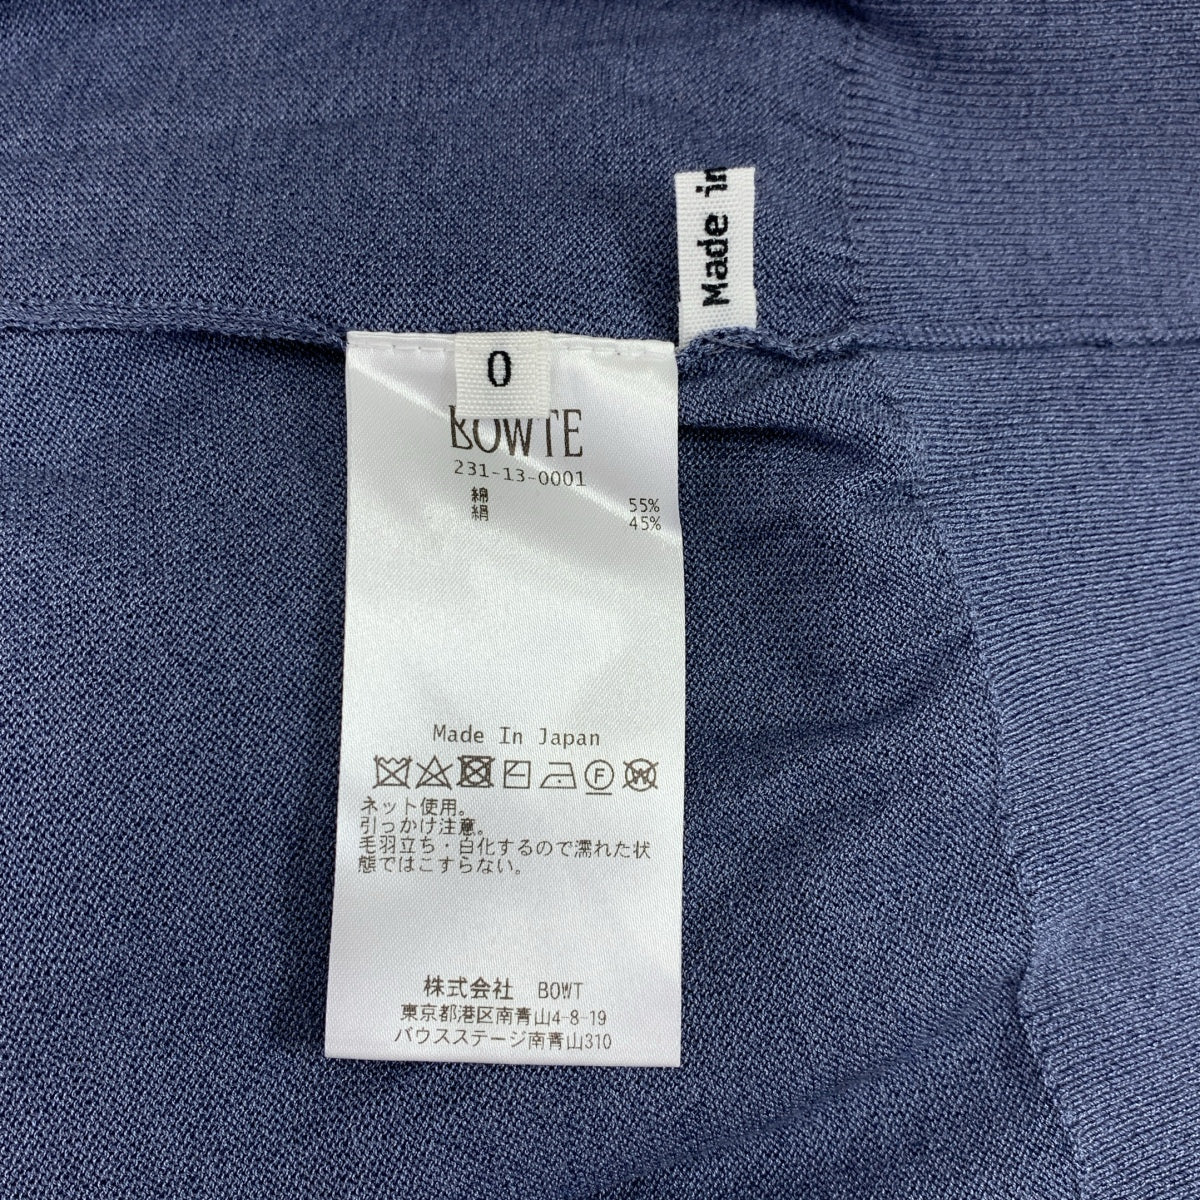 Made in
0
BOWTE
231-13-0001
綿 55%
絹 45%
Made In Japan
ネット使用。
引っかけ注意。
毛羽立ち・白化するので濡れた状
態ではこすらない。
株式会社 BOWT
東京都港区南青山4-8-19
バウスステージ南青山310